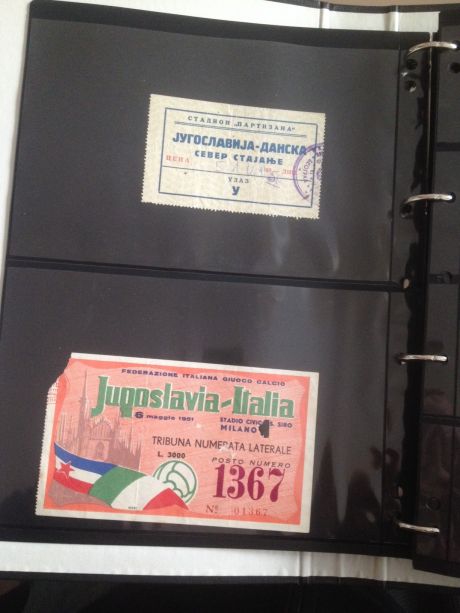 СТАДИОН „ПАРТИЗАНА“
ЈУГОСЛАВИЈА-ДАНСКА
СЕВЕР СТАЈАЊЕ
ЦЕНА ДИН.
УЛАЗ
У
FEDERAZIONE ITALIANA GIUOCO CALCIO
Jugoslavia-Italia
6 maggio 1951
STADIO CIVICO S. SIRO
MILANO
TRIBUNA NUMERATA LATERALE
L. 3000
POSTO NUMERO
1367
No 01367